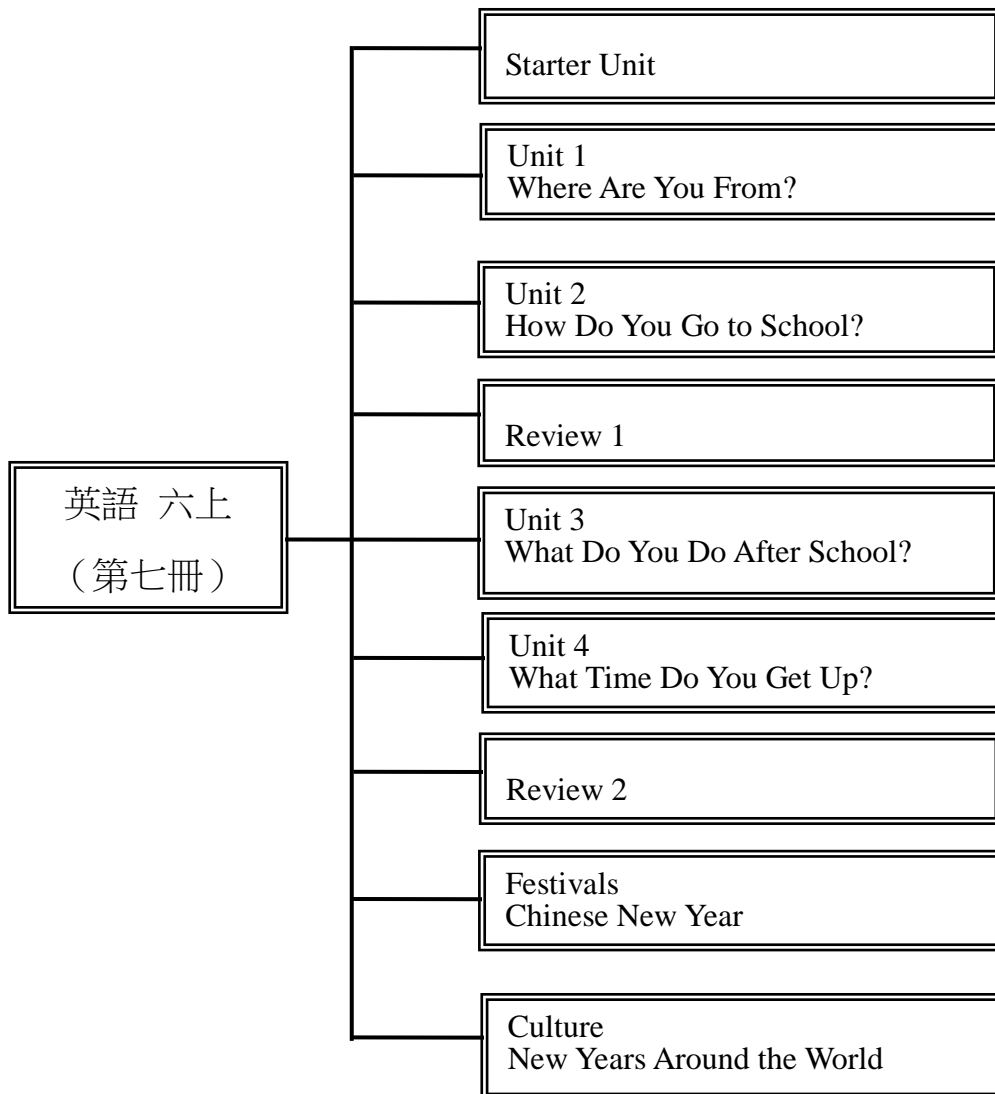 Starter Unit
Unit 1
Where Are You From?
Unit 2
How Do You Go to School?
Review 1
英語 六上
（第七冊）
Unit 3
What Do You Do After School?
Unit 4
What Time Do You Get Up?
Review 2
Festivals
Chinese New Year
Culture
New Years Around the World